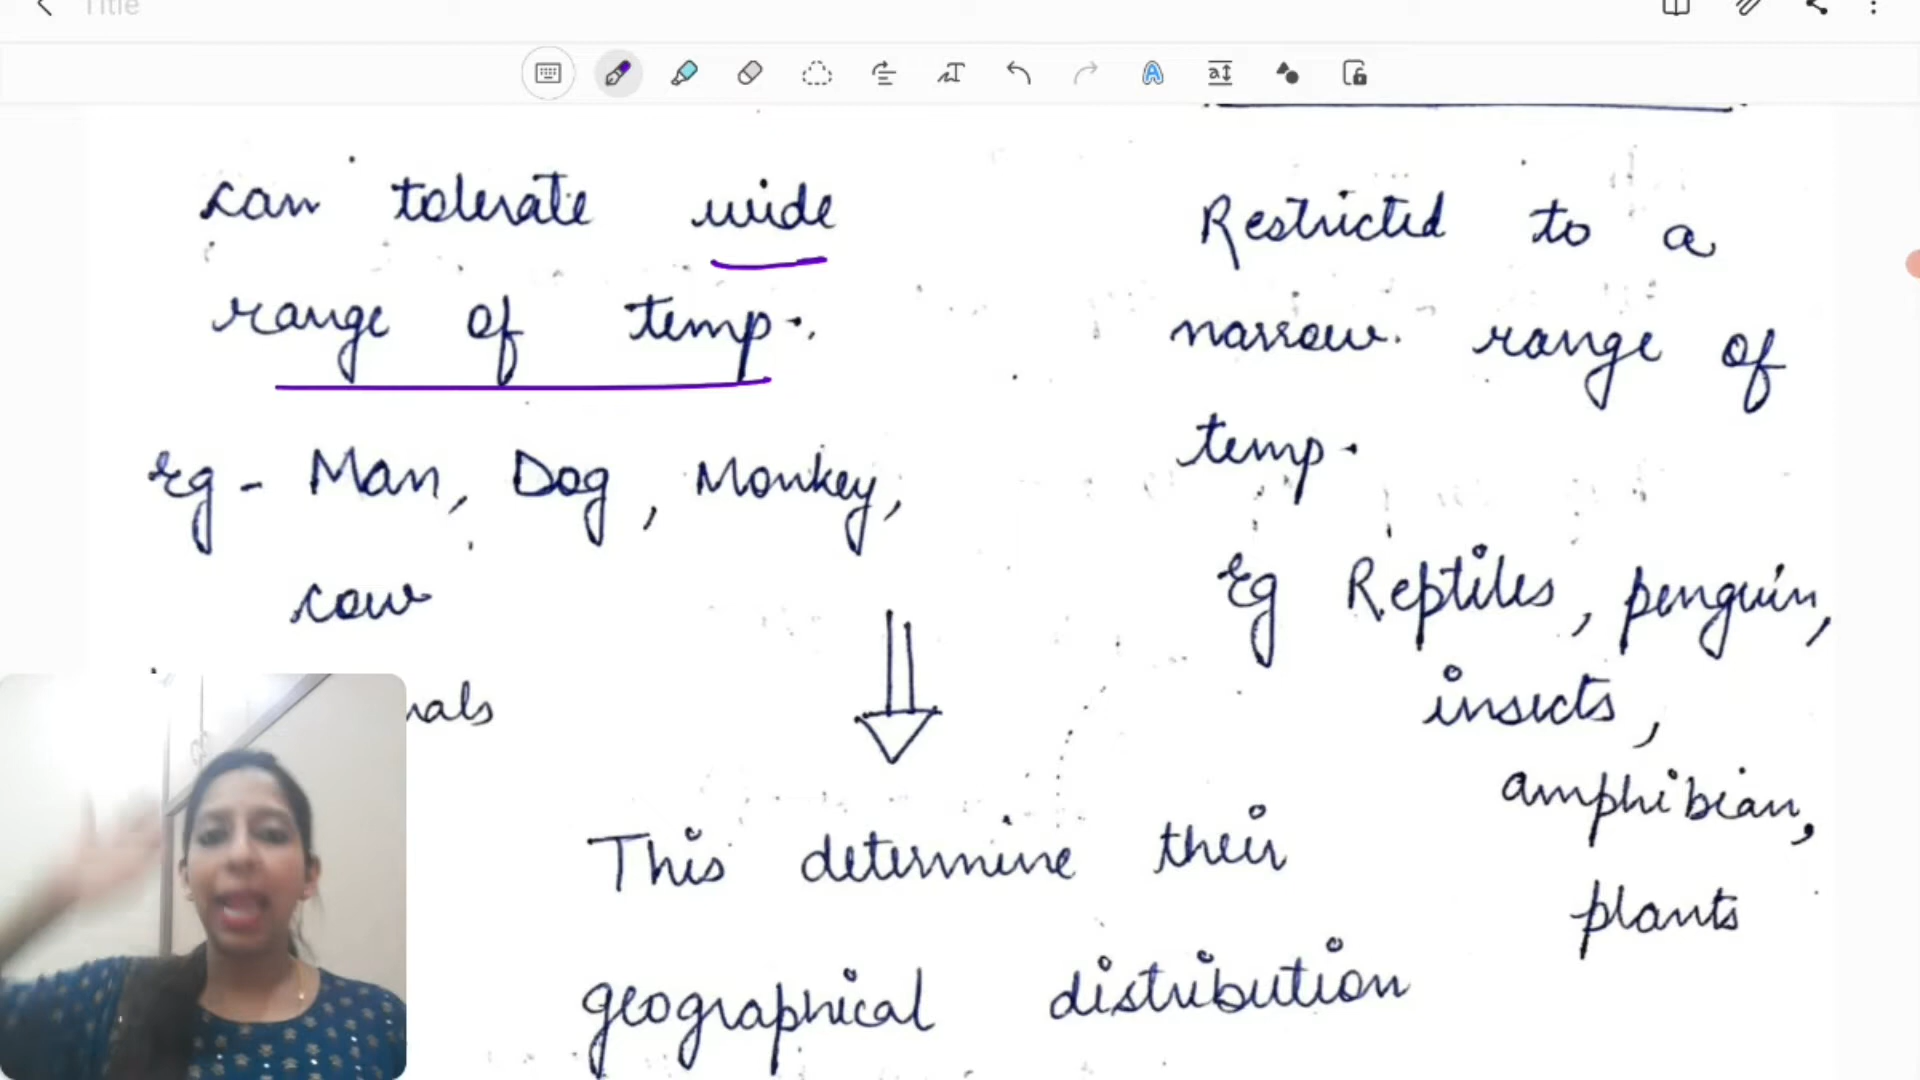 Title
can tolerate wide
range of temp.
eg - Man, Dog, Monkey,
cow
Restricted to a
narrow range of
temp.
Eg Reptiles, penguin,
insects,
amphibian,
plants
This determine their
geographical distribution